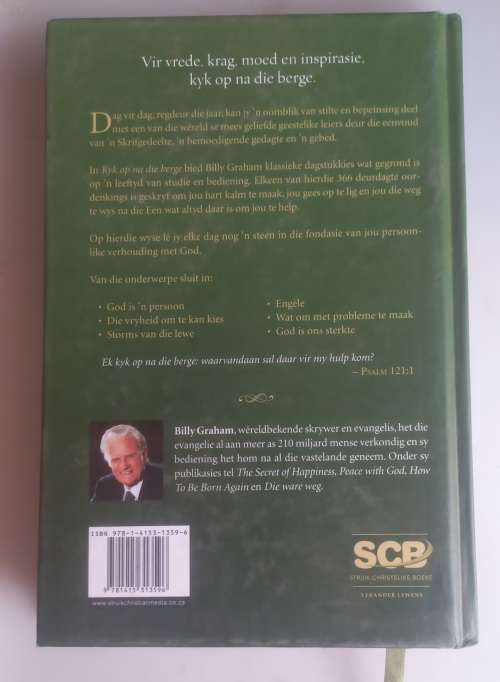 Vir vrede, krag, moed en inspirasie,
kyk op na die berge.
Dag vir dag, regdeur die jaar, kan jy 'n oomblik van stilte en bepeinsing deel
met een van die wêreld se mees geliefde geestelike leiers deur die eenvoud
van 'n Skrifgedeelte, 'n bemoedigende gedagte en 'n gebed.
In Kyk op na die berge bied Billy Graham klassieke dagstukkies wat gegrond is
op 'n leeftyd van studie en bediening. Elkeen van hierdie 366 deurdagte oor-
denkings is geskryf om jou hart kalm te maak, jou gees op te lig en jou die weg
te wys na die Een wat altyd daar is om jou te help.
Op hierdie wyse lê jy elke dag nog 'n steen in die fondasie van jou persoon-
like verhouding met God.
Van die onderwerpe sluit in:
• God is 'n persoon
• Die vryheid om te kan kies
• Storms van die lewe
• Engele
• Wat om met probleme te maak
• God is ons sterkte
Ek kyk op na die berge: waarvandaan sal daar vir my hulp kom?
– Psalm 121:1
Billy Graham, wêreldbekende skrywer en evangelis, het die
evangelie al aan meer as 210 miljard mense verkondig en sy
bediening het hom na al die vastelande geneem. Onder sy
publikasies tel The Secret of Happiness, Peace with God, How
To Be Born Again en Die ware weg.
ISBN 978-1-4153-1359-6
9 781415 313596
www.struikchristianmedia.co.za
SCB
STRUIK CHRISTELIKE BOEKE
VERANDER LEWENS